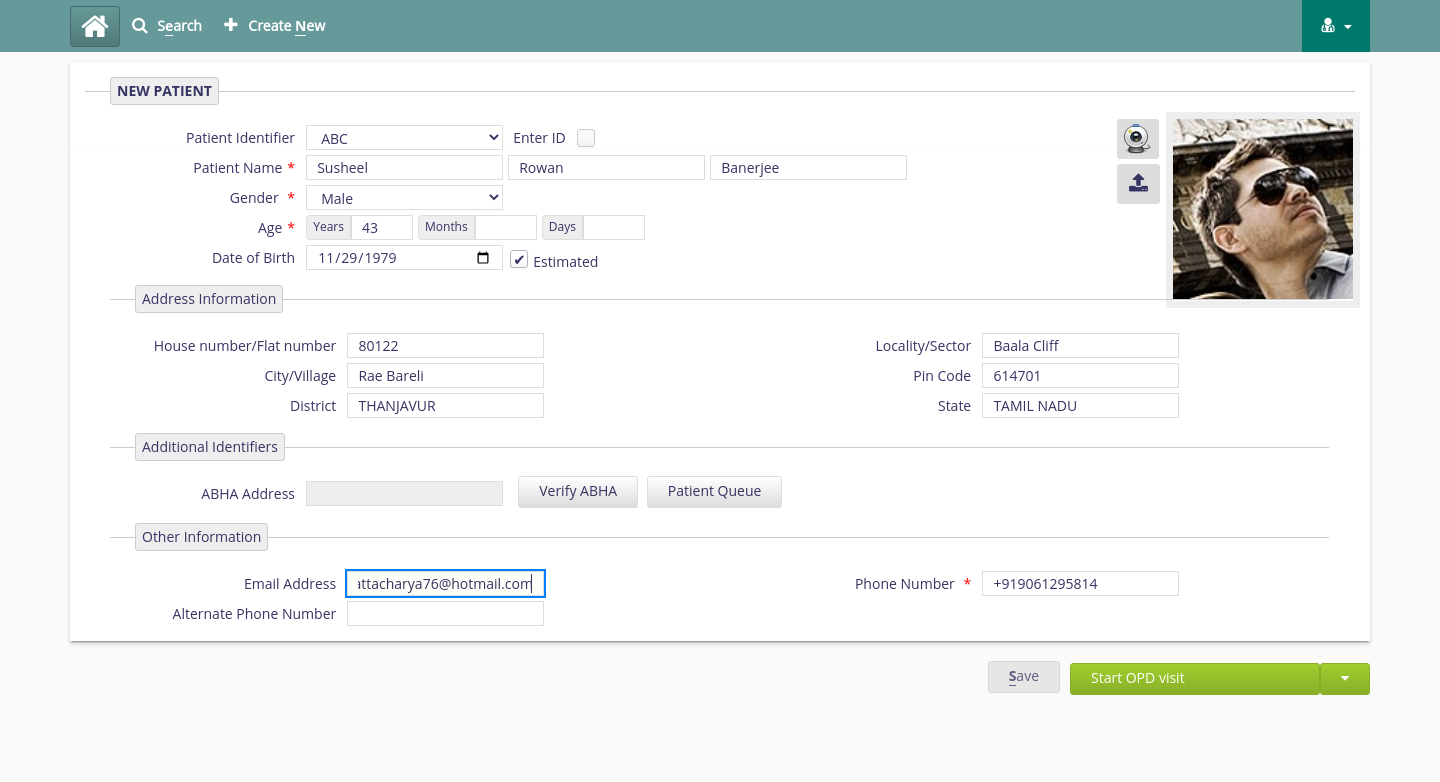 Search Create New
NEW PATIENT
Patient Identifier ABC Enter ID
Patient Name * Susheel Rowan Banerjee
Gender * Male
Age * Years 43 Months Days
Date of Birth 11/29/1979 Estimated
Address Information
House number/Flat number 80122 Locality/Sector Baala Cliff
City/Village Rae Bareli Pin Code 614701
District THANJAVUR State TAMIL NADU
Additional Identifiers
ABHA Address Verify ABHA Patient Queue
Other Information
Email Address attacharya76@hotmail.com Phone Number * +919061295814
Alternate Phone Number
Save Start OPD visit